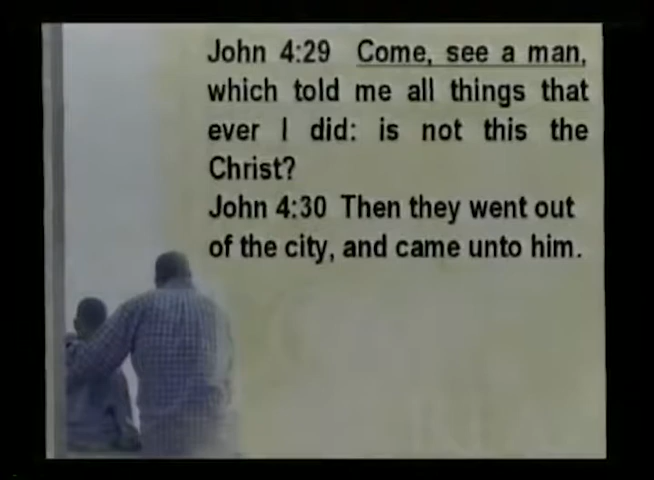 John 4:29 Come, see a man,
which told me all things that
ever I did: is not this the
Christ?
John 4:30 Then they went out
of the city, and came unto him.